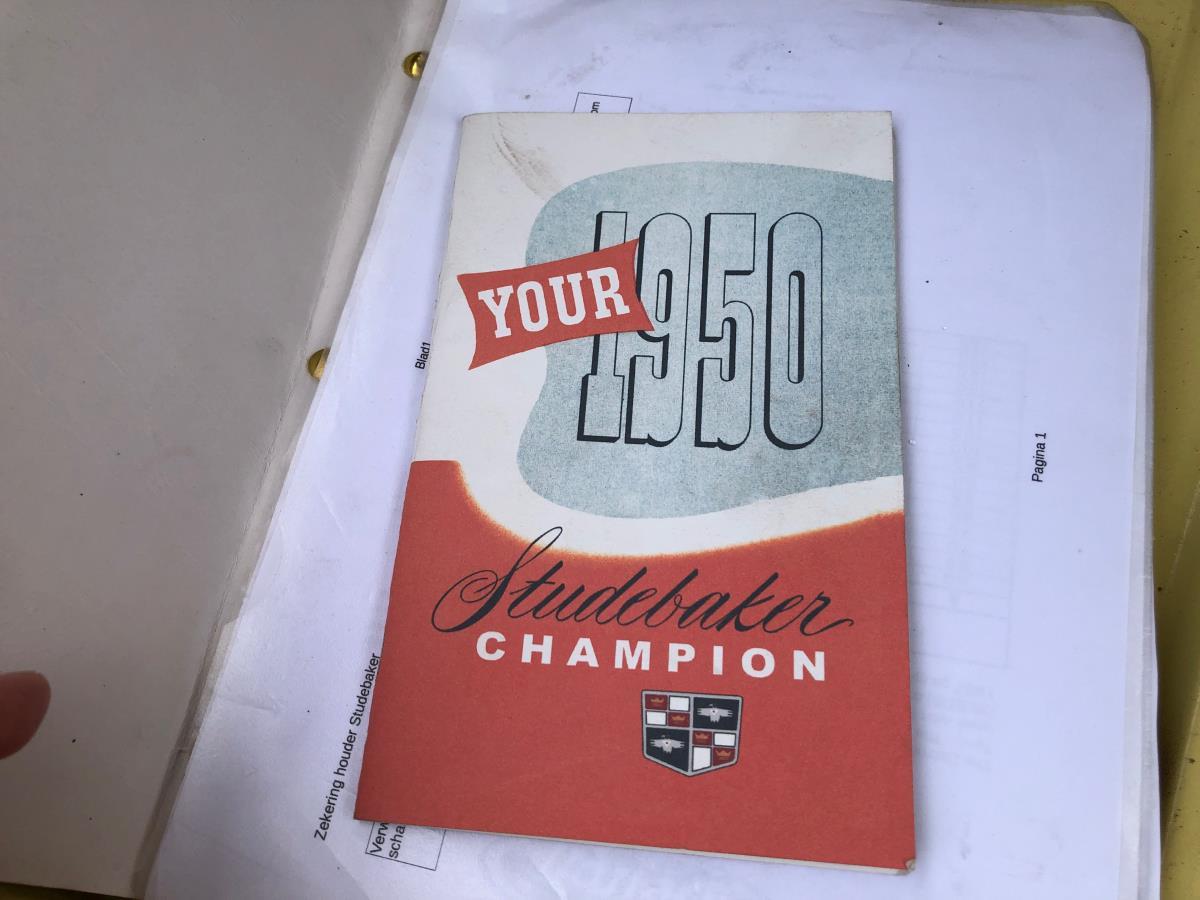 YOUR
1950
Studebaker
CHAMPION
Blad1
Pagina 1
Zekering houder Studebaker